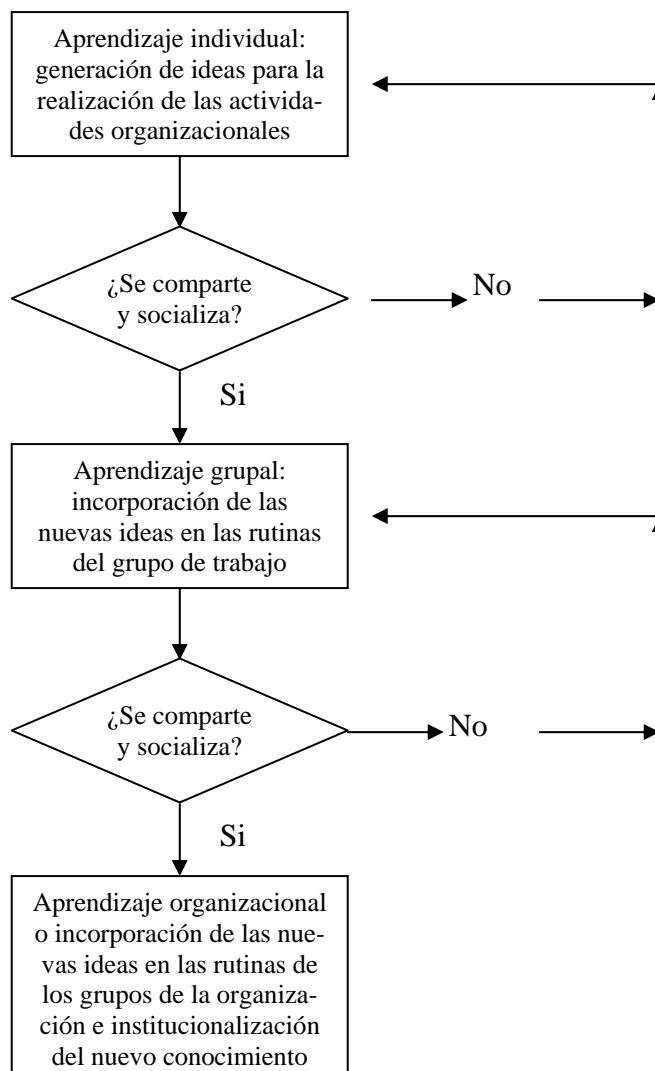 Aprendizaje individual:
generación de ideas para la
realización de las activida-
des organizacionales
¿Se comparte
y socializa?
No
Si
Aprendizaje grupal:
incorporación de las
nuevas ideas en las rutinas
del grupo de trabajo
¿Se comparte
y socializa?
No
Si
Aprendizaje organizacional
o incorporación de las nue-
vas ideas en las rutinas de
los grupos de la organiza-
ción e institucionalización
del nuevo conocimiento